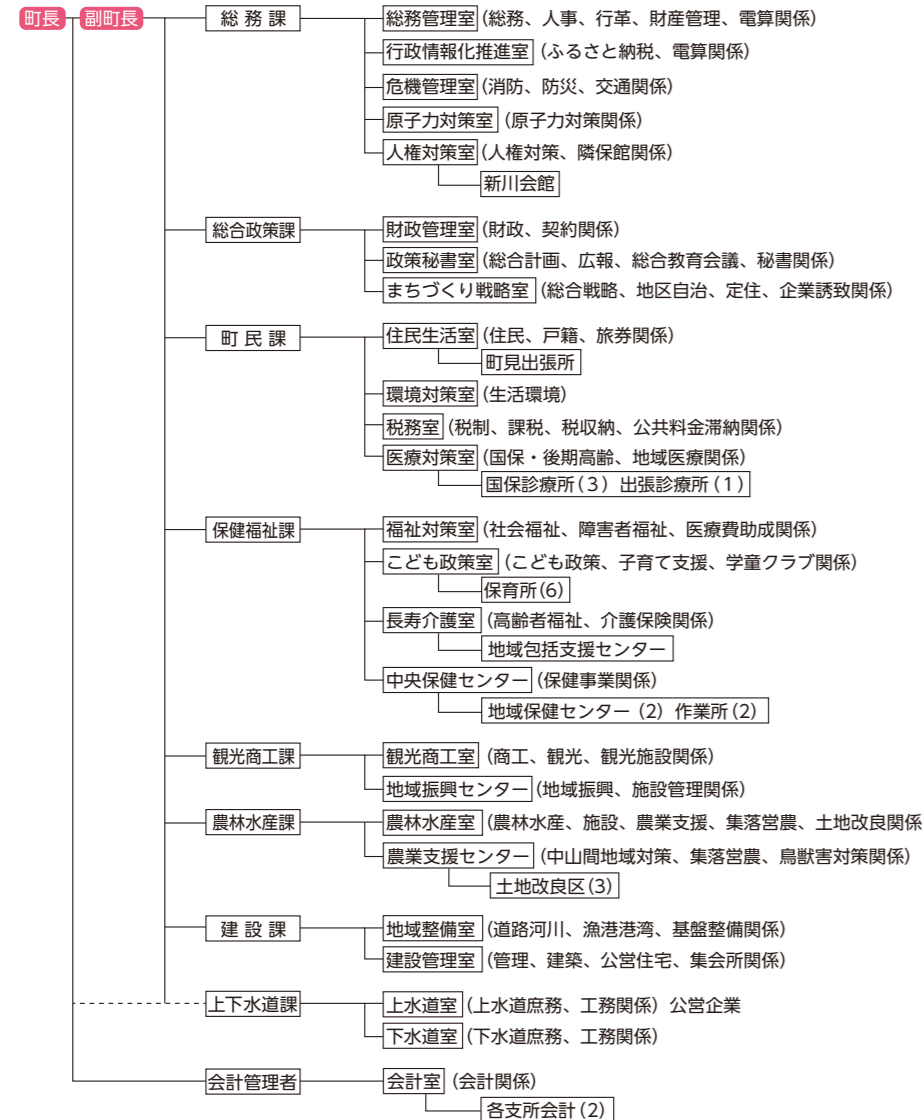 町長 副町長 総務課 総務管理室 (総務、人事、行革、財産管理、電算関係)
行政情報化推進室 (ふるさと納税、電算関係)
危機管理室 (消防、防災、交通関係)
原子力対策室 (原子力対策関係)
人権対策室 (人権対策、隣保館関係)
新川会館
総合政策課 財政管理室 (財政、契約関係)
政策秘書室 (総合計画、広報、総合教育会議、秘書関係)
まちづくり戦略室 (総合戦略、地区自治、定住、企業誘致関係)
町民課 住民生活室 (住民、戸籍、旅券関係)
町見出張所
環境対策室 (生活環境)
税務室 (税制、課税、税収納、公共料金滞納関係)
医療対策室 (国保・後期高齢、地域医療関係)
国保診療所(3) 出張診療所(1)
保健福祉課 福祉対策室 (社会福祉、障害者福祉、医療費助成関係)
こども政策室 (こども政策、子育て支援、学童クラブ関係)
保育所(6)
長寿介護室 (高齢者福祉、介護保険関係)
地域包括支援センター
中央保健センター (保健事業関係)
地域保健センター(2) 作業所(2)
観光商工課 観光商工室 (商工、観光、観光施設関係)
地域振興センター (地域振興、施設管理関係)
農林水産課 農林水産室 (農林水産、施設、農業支援、集落営農、土地改良関係
農業支援センター (中山間地域対策、集落営農、鳥獣害対策関係)
土地改良区(3)
建設課 地域整備室 (道路河川、漁港港湾、基盤整備関係)
建設管理室 (管理、建築、公営住宅、集会所関係)
上下水道課 上水道室 (上水道庶務、工務関係) 公営企業
下水道室 (下水道庶務、工務関係)
会計管理者 会計室 (会計関係)
各支所会計(2)